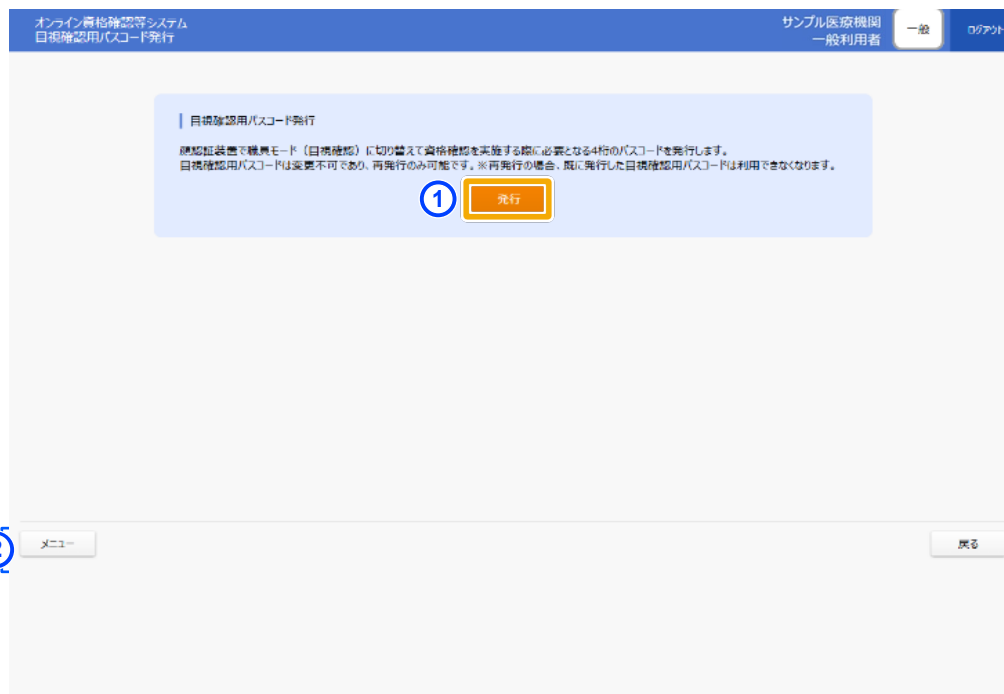 オンライン資格確認等システム
目視確認用パスコード発行
サンプル医療機関
一般利用者
一般
ログアウト
目視確認用パスコード発行
顔認証装置で職員モード（目視確認）に切り替えて資格確認を実施する際に必要となる4桁のパスコードを発行します。
目視確認用パスコードは変更不可であり、再発行のみ可能です。※再発行の場合、既に発行した目視確認用パスコードは利用できなくなります。
1
発行
2
メニュー
戻る